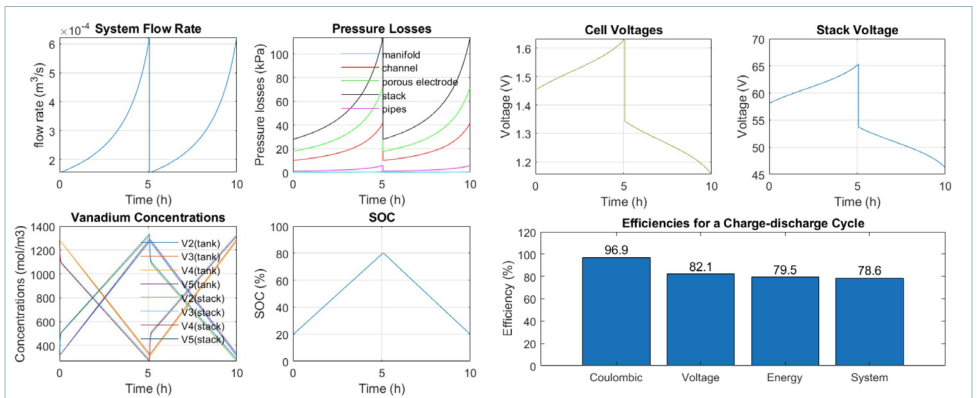 System Flow Rate
×10⁻⁴
6
5
4
3
2
flow rate (m³/s)
0
5
10
Time (h)
Pressure Losses
100
80
60
40
20
0
Pressure losses (kPa)
manifold
channel
porous electrode
stack
pipes
0
5
10
Time (h)
Cell Voltages
1.6
1.5
1.4
1.3
1.2
Voltage (V)
0
5
10
Time (h)
Stack Voltage
70
65
60
55
50
45
Voltage (V)
0
5
10
Time (h)
Vanadium Concentrations
1400
1200
1000
800
600
400
Concentrations (mol/m3)
V2(tank)
V3(tank)
V4(tank)
V5(tank)
V2(stack)
V3(stack)
V4(stack)
V5(stack)
0
5
10
Time (h)
SOC
100
80
60
40
20
0
SOC (%)
0
5
10
Time (h)
Efficiencies for a Charge-discharge Cycle
120
100
80
60
40
20
0
Efficiency (%)
96.9
82.1
79.5
78.6
Coulombic
Voltage
Energy
System